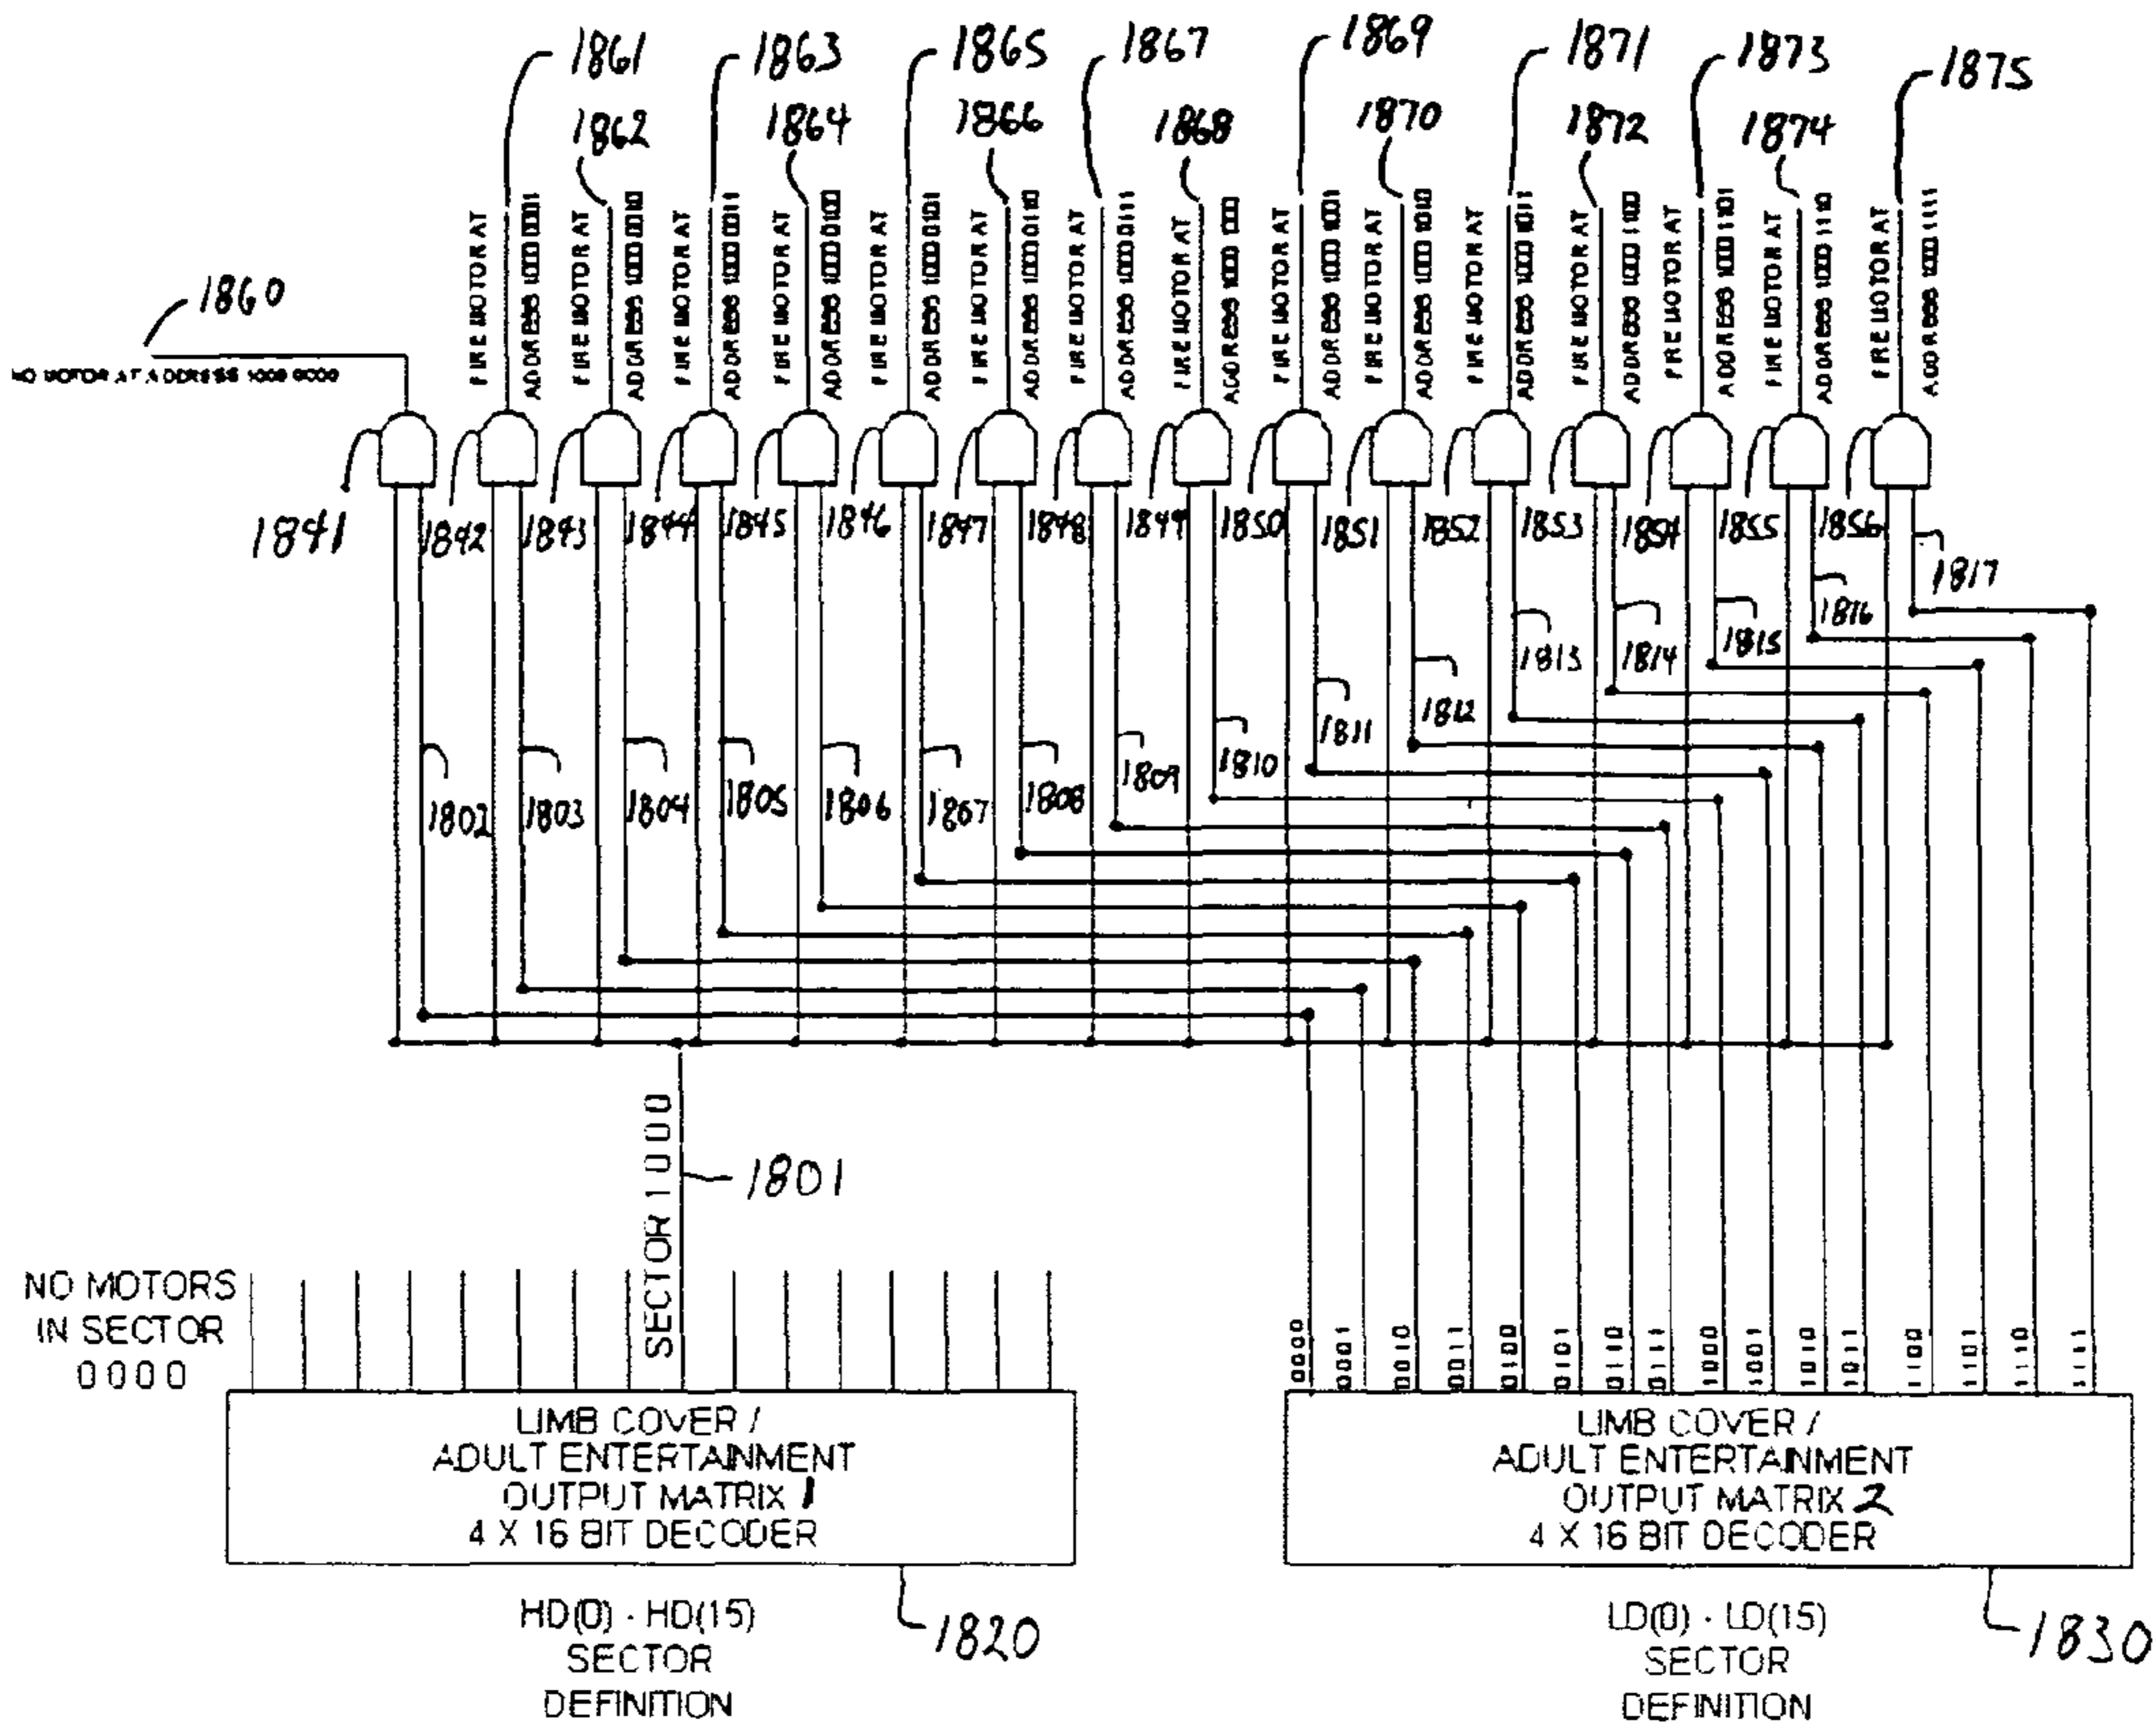 1861
1863
1865
1867
1869
1871
1873
1875
1862
1864
1866
1868
1870
1872
1874
1860
NO MOTOR AT ADDRESS 1000 0000
FIRE MOTOR AT
ADDRESS 1000 0001
FIRE MOTOR AT
ADDRESS 1000 0010
FIRE MOTOR AT
ADDRESS 1000 0011
FIRE MOTOR AT
ADDRESS 1000 0100
FIRE MOTOR AT
ADDRESS 1000 0101
FIRE MOTOR AT
ADDRESS 1000 0110
FIRE MOTOR AT
ADDRESS 1000 0111
FIRE MOTOR AT
ADDRESS 1000 1000
FIRE MOTOR AT
ADDRESS 1000 1001
FIRE MOTOR AT
ADDRESS 1000 1010
FIRE MOTOR AT
ADDRESS 1000 1011
FIRE MOTOR AT
ADDRESS 1000 1100
FIRE MOTOR AT
ADDRESS 1000 1101
FIRE MOTOR AT
ADDRESS 1000 1110
FIRE MOTOR AT
ADDRESS 1000 1111
1841
1842
1843
1844
1845
1846
1847
1848
1849
1850
1851
1852
1853
1854
1855
1856
1817
1816
1815
1814
1813
1812
1811
1810
1809
1802
1803
1804
1805
1806
1807
1808
SECTOR 1000
1801
NO MOTORS
IN SECTOR
0000
0000
0001
0010
0011
0100
0101
0110
0111
1000
1001
1010
1011
1100
1101
1110
1111
LIMB COVER /
ADULT ENTERTAINMENT
OUTPUT MATRIX 1
4 X 16 BIT DECODER
LIMB COVER /
ADULT ENTERTAINMENT
OUTPUT MATRIX 2
4 X 16 BIT DECODER
HD(0) - HD(15)
SECTOR
DEFINITION
1820
LD(0) - LD(15)
SECTOR
DEFINITION
1830